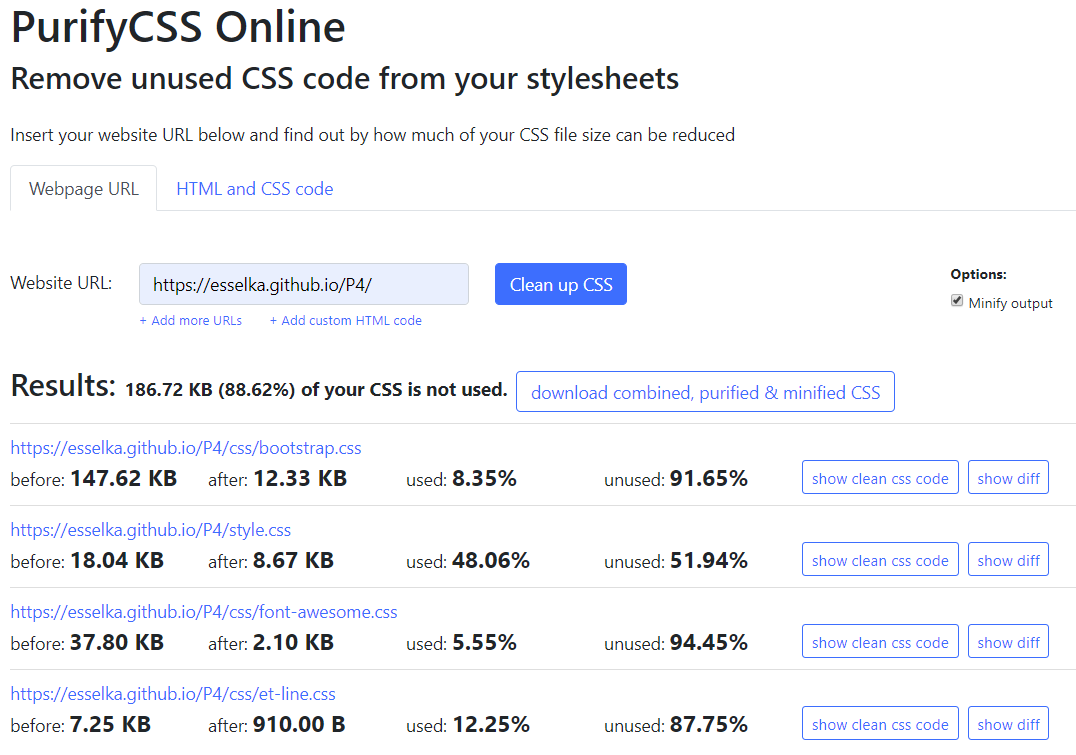 PurifyCSS Online
Remove unused CSS code from your stylesheets
Insert your website URL below and find out by how much of your CSS file size can be reduced
Webpage URL HTML and CSS code
Website URL: https://esselka.github.io/P4/ Clean up CSS Options:
Minify output
+ Add more URLs + Add custom HTML code
Results: 186.72 KB (88.62%) of your CSS is not used. download combined, purified & minified CSS
https://esselka.github.io/P4/css/bootstrap.css
before: 147.62 KB after: 12.33 KB used: 8.35% unused: 91.65% show clean css code show diff
https://esselka.github.io/P4/style.css
before: 18.04 KB after: 8.67 KB used: 48.06% unused: 51.94% show clean css code show diff
https://esselka.github.io/P4/css/font-awesome.css
before: 37.80 KB after: 2.10 KB used: 5.55% unused: 94.45% show clean css code show diff
https://esselka.github.io/P4/css/et-line.css
before: 7.25 KB after: 910.00 B used: 12.25% unused: 87.75% show clean css code show diff